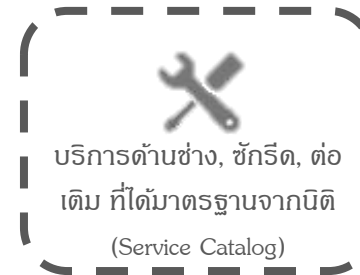 บริการด้านช่าง, ซักรีด, ต่อ
เติม ที่ได้มาตรฐานจากนิติ
(Service Catalog)